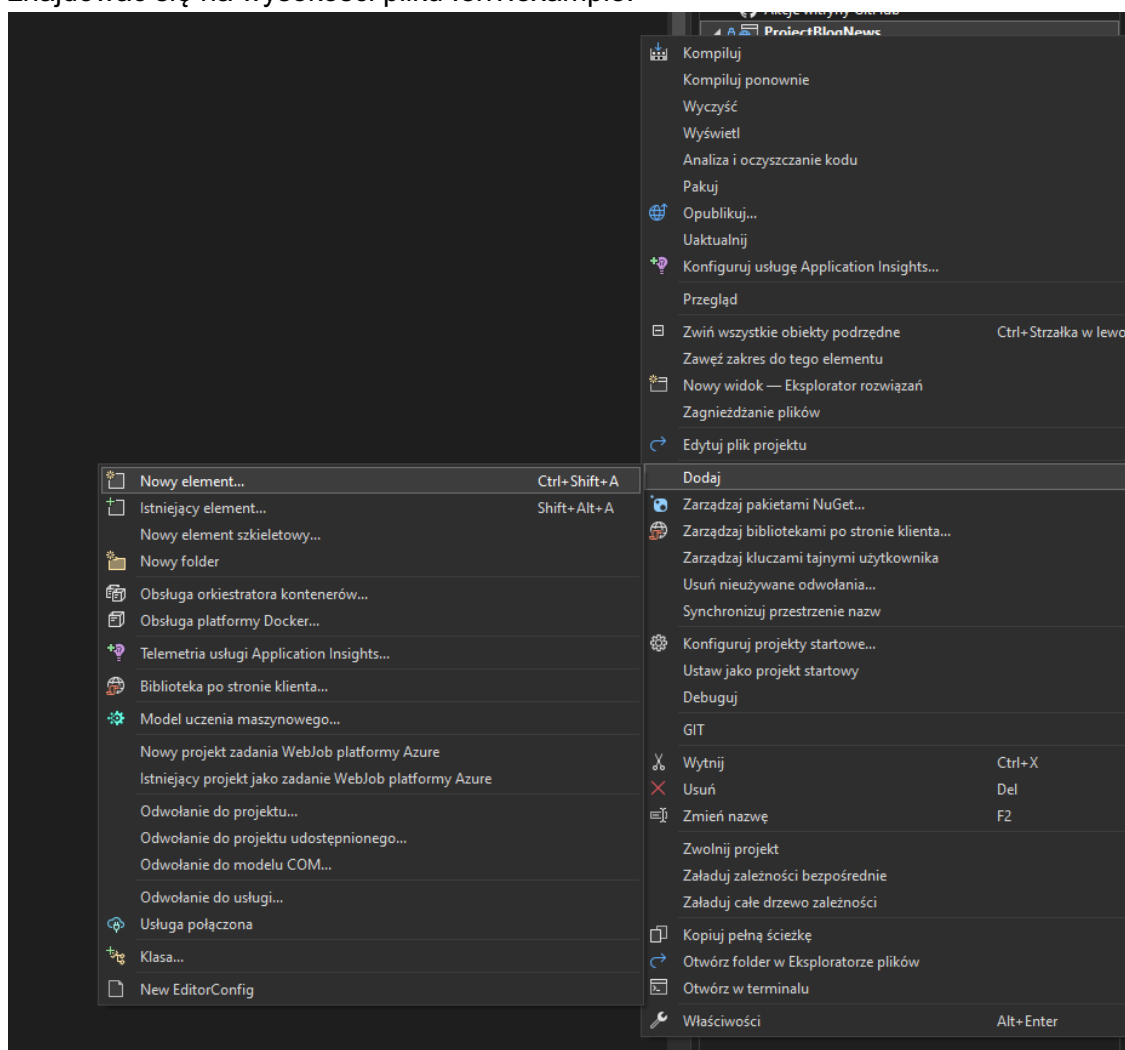 Akcje witryny GitHub
ProjectBlogNews
Kompiluj
Kompiluj ponownie
Wyczyść
Wyświetl
Analiza i oczyszczanie kodu
Pakuj
Opublikuj...
Uaktualnij
Konfiguruj usługę Application Insights...
Przegląd
Zwiń wszystkie obiekty podrzędne Ctrl+Strzałka w lewo
Zawęź zakres do tego elementu
Nowy widok — Eksplorator rozwiązań
Zagnieżdżanie plików
Edytuj plik projektu
Dodaj
Zarządzaj pakietami NuGet...
Zarządzaj bibliotekami po stronie klienta...
Zarządzaj kluczami tajnymi użytkownika
Usuń nieużywane odwołania...
Synchronizuj przestrzenie nazw
Konfiguruj projekty startowe...
Ustaw jako projekt startowy
Debuguj
GIT
Wytnij Ctrl+X
Usuń Del
Zmień nazwę F2
Zwolnij projekt
Załaduj zależności bezpośrednie
Załaduj całe drzewo zależności
Kopiuj pełną ścieżkę
Otwórz folder w Eksploratorze plików
Otwórz w terminalu
Właściwości Alt+Enter
Nowy element... Ctrl+Shift+A
Istniejący element... Shift+Alt+A
Nowy element szkieletowy...
Nowy folder
Obsługa orkiestratora kontenerów...
Obsługa platformy Docker...
Telemetria usługi Application Insights...
Biblioteka po stronie klienta...
Model uczenia maszynowego...
Nowy projekt zadania WebJob platformy Azure
Istniejący projekt jako zadanie WebJob platformy Azure
Odwołanie do projektu...
Odwołanie do projektu udostępnionego...
Odwołanie do modelu COM...
Odwołanie do usługi...
Usługa połączona
Klasa...
New EditorConfig